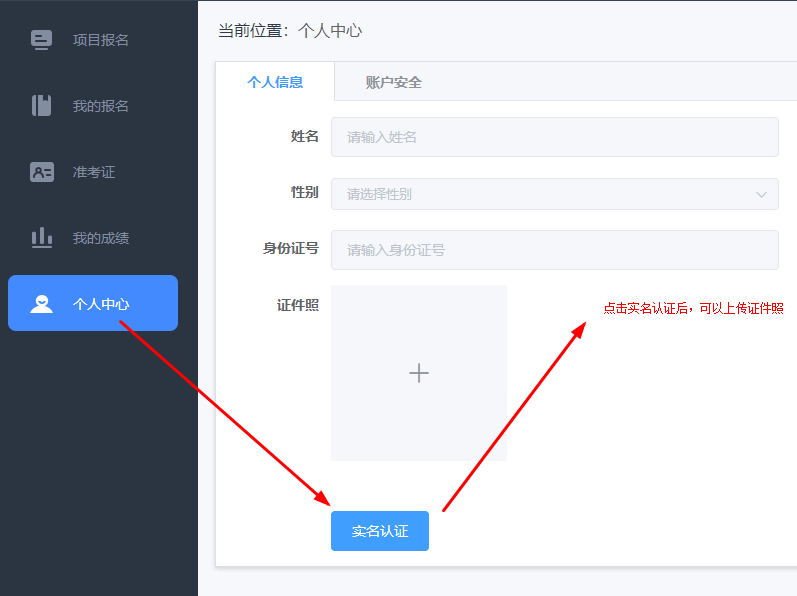 当前位置：个人中心
项目报名
我的报名
准考证
我的成绩
个人中心
个人信息
账户安全
姓名
请输入姓名
性别
请选择性别
身份证号
请输入身份证号
证件照
点击实名认证后，可以上传证件照
实名认证